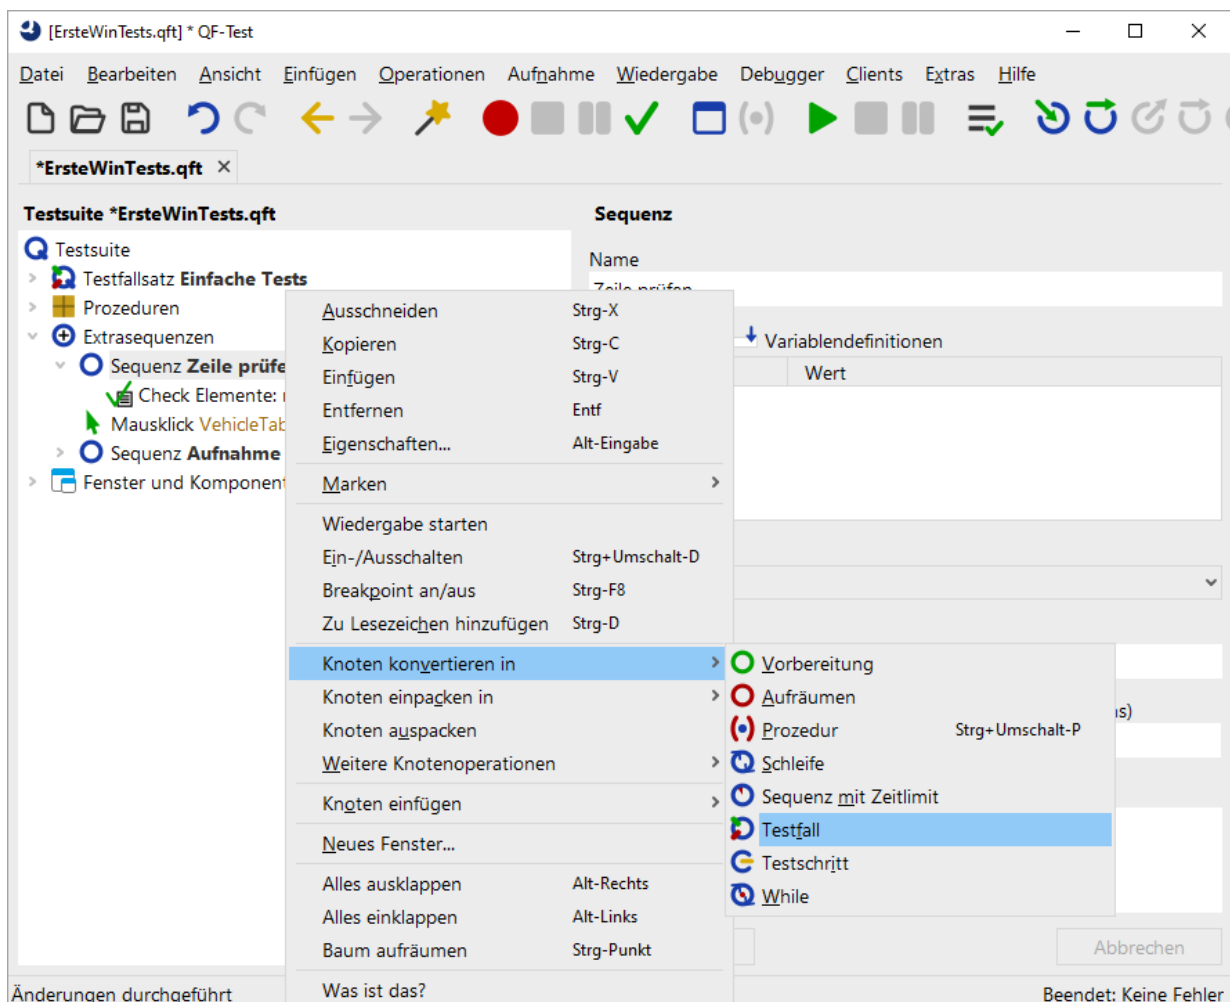 [ErsteWinTests.qft] * QF-Test
Datei Bearbeiten Ansicht Einfügen Operationen Aufnahme Wiedergabe Debugger Clients Extras Hilfe
*ErsteWinTests.qft
Testsuite *ErsteWinTests.qft
Testsuite
Testfallsatz Einfache Tests
Prozeduren
Extrasequenzen
Sequenz Zeile prüfe
Check Elemente:
Mausklick VehicleTab
Sequenz Aufnahme
Fenster und Komponent
Sequenz
Name
Zeile prüfen
Variablendefinitionen
Wert
Ausschneiden Strg-X
Kopieren Strg-C
Einfügen Strg-V
Entfernen Entf
Eigenschaften... Alt-Eingabe
Marken
Wiedergabe starten
Ein-/Ausschalten Strg+Umschalt-D
Breakpoint an/aus Strg-F8
Zu Lesezeichen hinzufügen Strg-D
Knoten konvertieren in
Knoten einpacken in
Knoten auspacken
Weitere Knotenoperationen
Knoten einfügen
Neues Fenster...
Alles ausklappen Alt-Rechts
Alles einklappen Alt-Links
Baum aufräumen Strg-Punkt
Was ist das?
Vorbereitung
Aufräumen
Prozedur Strg+Umschalt-P
Schleife
Sequenz mit Zeitlimit
Testfall
Testschritt
While
s)
Abbrechen
Änderungen durchgeführt
Beendet: Keine Fehler